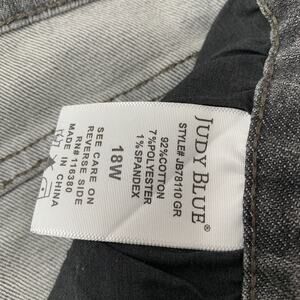 JUDY BLUE®
STYLE# JB78110 GR
92%COTTON
7%POLYESTER
1%SPANDEX
18W
SEE CARE ON
REVERSE SIDE
RN# 116380
MADE IN CHINA